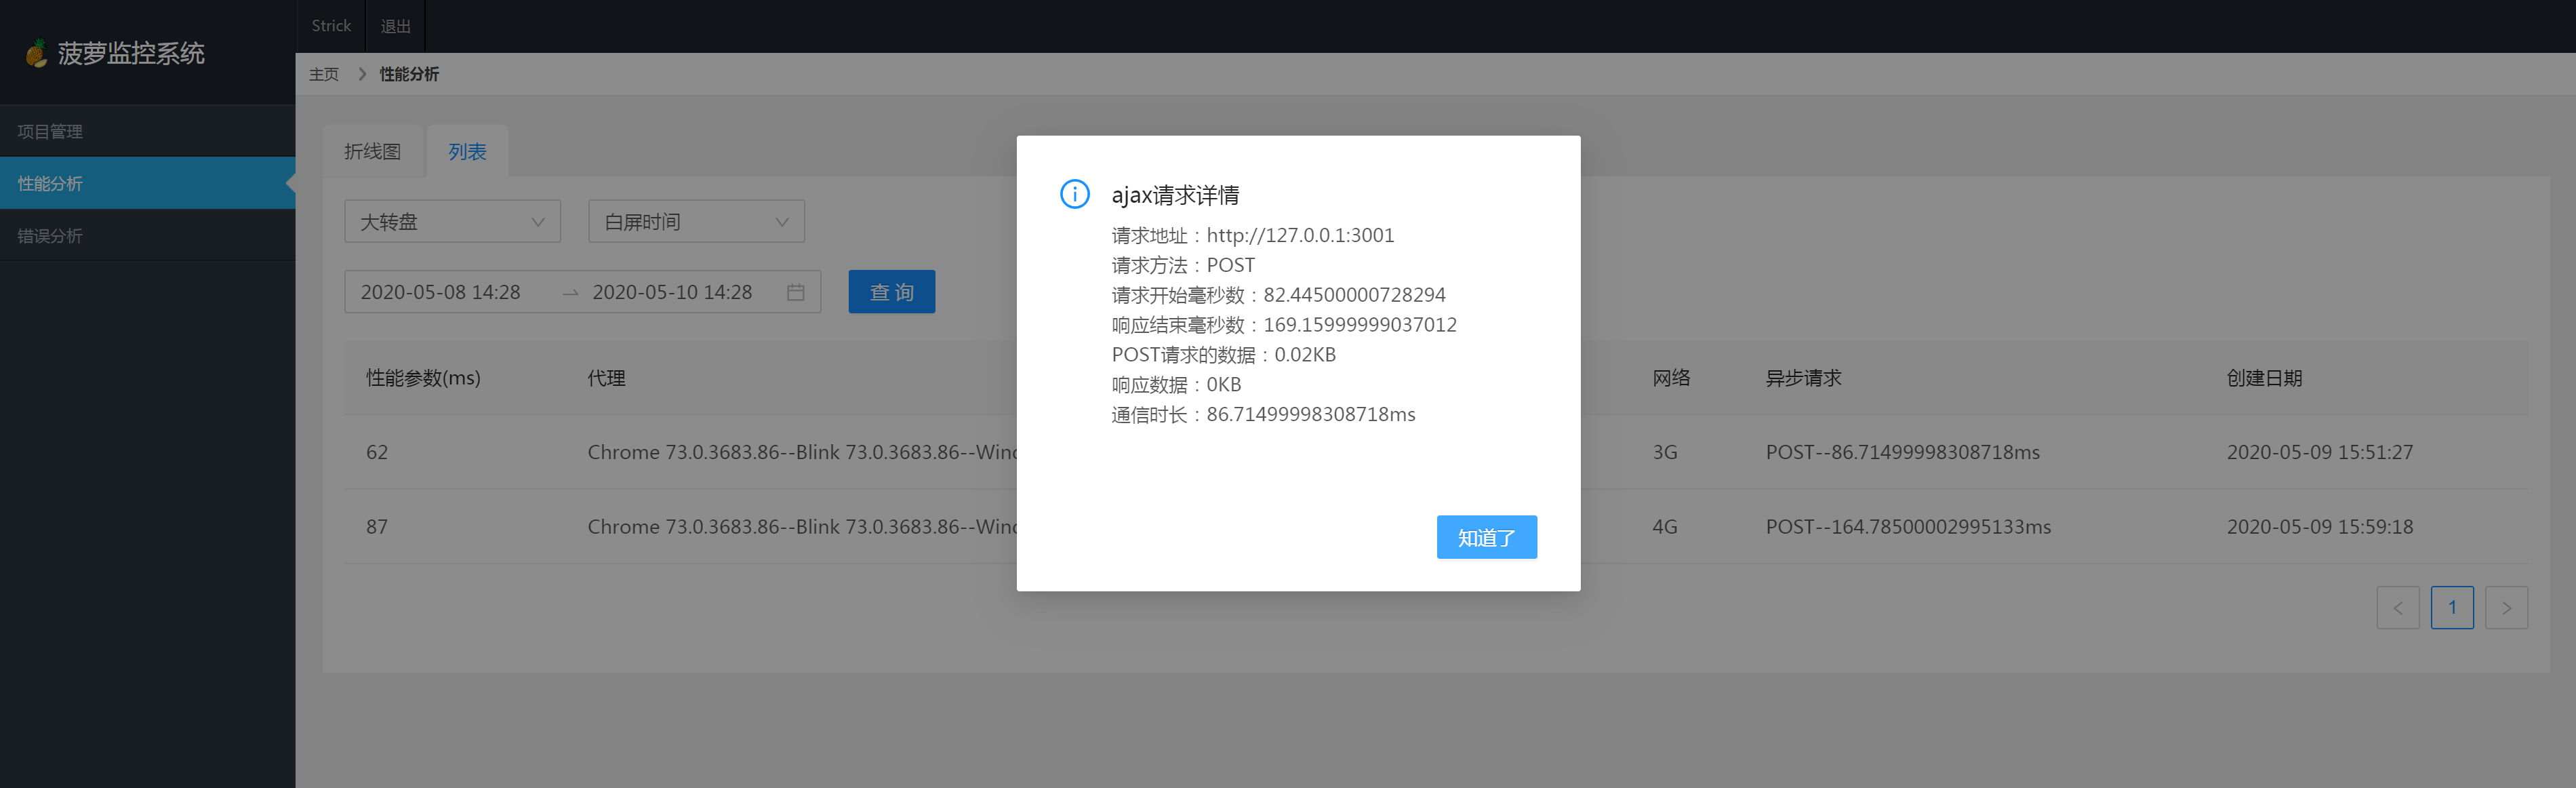 菠萝监控系统
Strick 退出
主页 性能分析
项目管理
性能分析
错误分析
折线图 列表
大转盘 白屏时间
2020-05-08 14:28 2020-05-10 14:28 查 询
性能参数(ms) 代理 网络 异步请求 创建日期
62 Chrome 73.0.3683.86--Blink 73.0.3683.86-- 3G POST--86.71499998308718ms 2020-05-09 15:51:27
87 Chrome 73.0.3683.86--Blink 73.0.3683.86-- 4G POST--164.78500002995133ms 2020-05-09 15:59:18
1
ajax请求详情
请求地址：http://127.0.0.1:3001
请求方法：POST
请求开始毫秒数：82.44500000728294
响应结束毫秒数：169.15999999037012
POST请求的数据：0.02KB
响应数据：0KB
通信时长：86.71499998308718ms
知道了